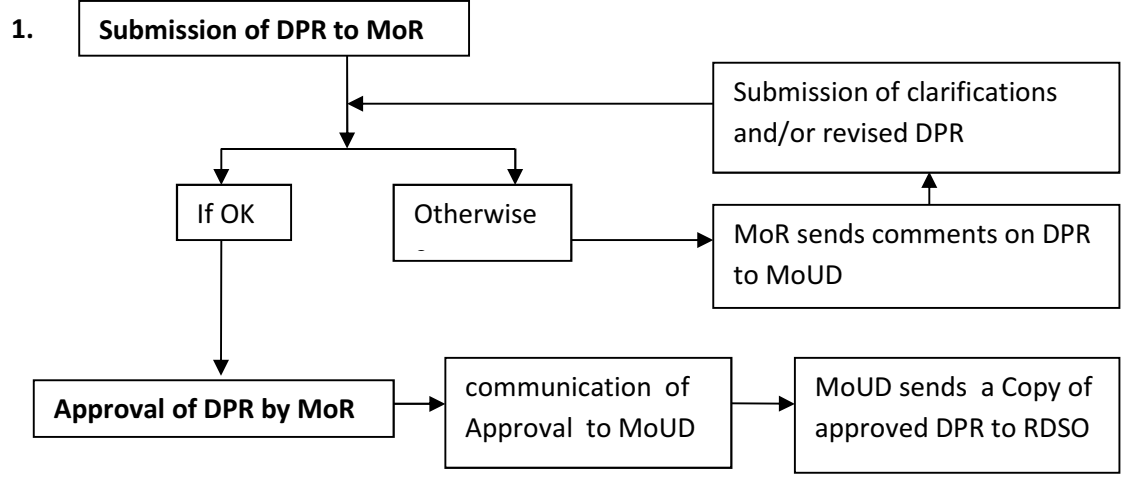 1. Submission of DPR to MoR
Submission of clarifications
and/or revised DPR
If OK
Otherwise
MoR sends comments on DPR
to MoUD
Approval of DPR by MoR
communication of
Approval to MoUD
MoUD sends a Copy of
approved DPR to RDSO